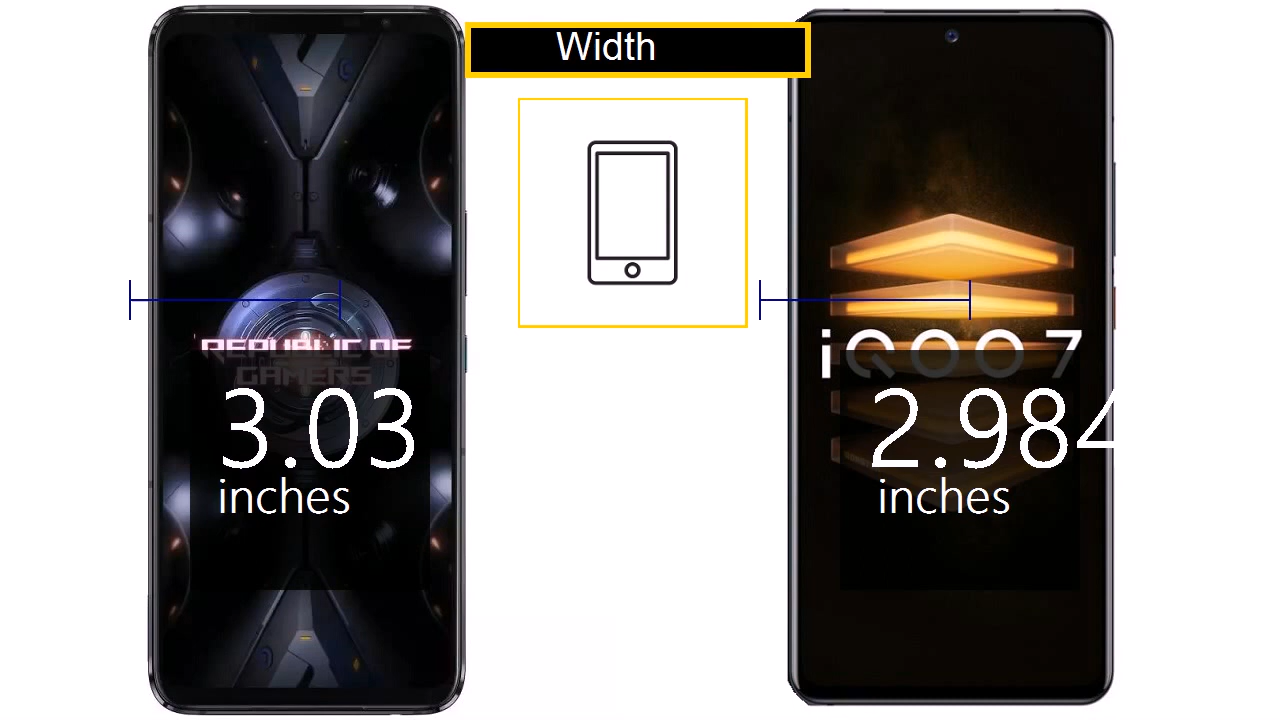 Width
REPUBLIC OF
GAMERS
iQOO 7
3.03
inches
2.984
inches